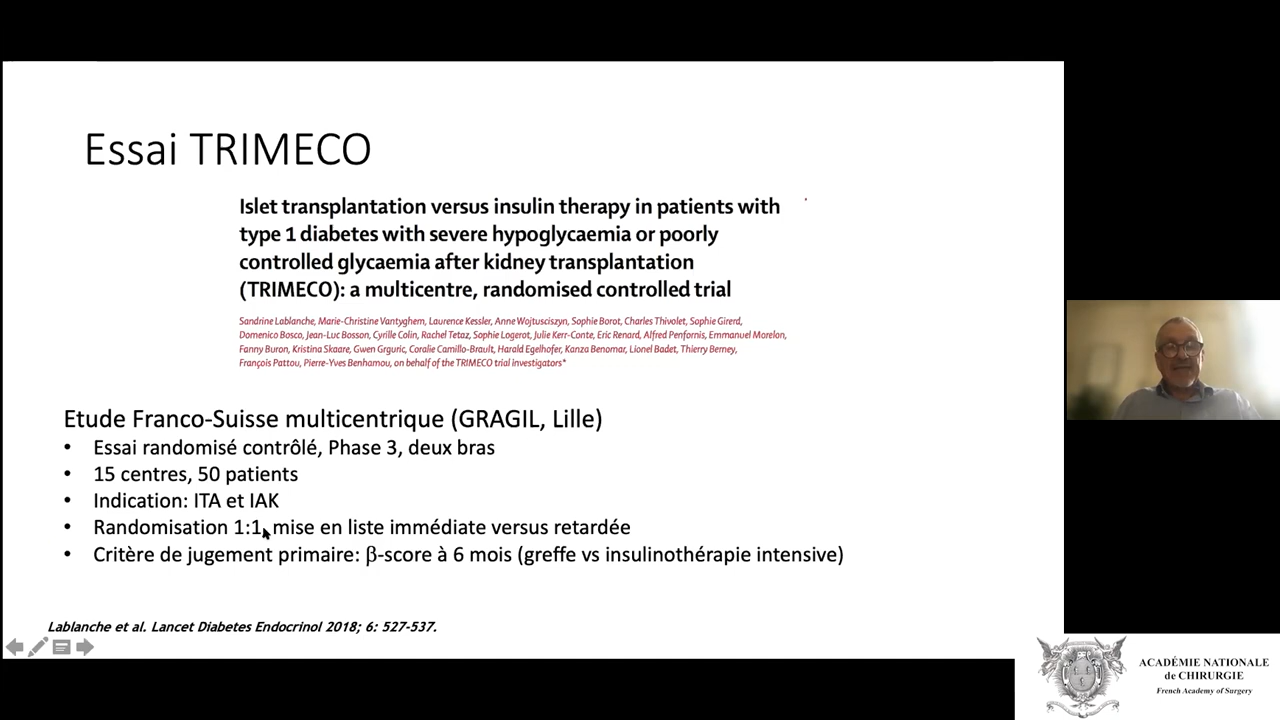 Essai TRIMECO
Islet transplantation versus insulin therapy in patients with
type 1 diabetes with severe hypoglycaemia or poorly
controlled glycaemia after kidney transplantation
(TRIMECO): a multicentre, randomised controlled trial
Sandrine Lablanche, Marie-Christine Vantyghem, Laurence Kessler, Anne Wojtusciszyn, Sophie Borot, Charles Thivolet, Sophie Girerd,
Domenico Bosco, Jean-Luc Bosson, Cyrille Colin, Rachel Tetaz, Sophie Logerot, Julie Kerr-Conte, Eric Renard, Alfred Penfornis, Emmanuel Morelon,
Fanny Buron, Kristina Skaare, Gwen Grguric, Coralie Camillo-Brault, Harald Egelhofer, Kanza Benomar, Lionel Badet, Thierry Berney,
François Pattou, Pierre-Yves Benhamou, on behalf of the TRIMECO trial investigators*
Etude Franco-Suisse multicentrique (GRAGIL, Lille)
• Essai randomisé contrôlé, Phase 3, deux bras
• 15 centres, 50 patients
• Indication: ITA et IAK
• Randomisation 1:1, mise en liste immédiate versus retardée
• Critère de jugement primaire: β-score à 6 mois (greffe vs insulinothérapie intensive)
Lablanche et al. Lancet Diabetes Endocrinol 2018; 6: 527-537.
ACADÉMIE NATIONALE
de CHIRURGIE
French Academy of Surgery